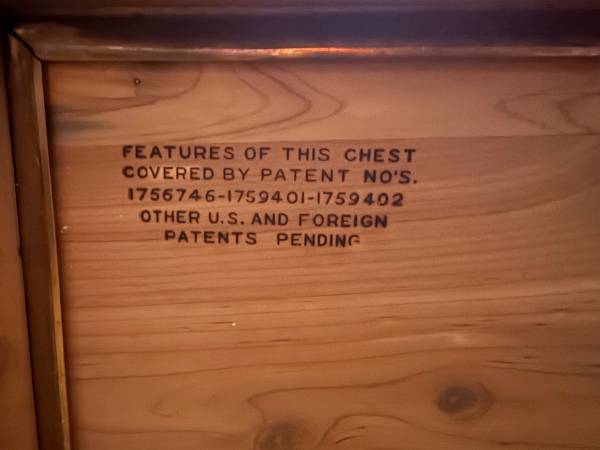 FEATURES OF THIS CHEST
COVERED BY PATENT NO'S.
1756746-1759401-1759402
OTHER U.S. AND FOREIGN
PATENTS PENDING